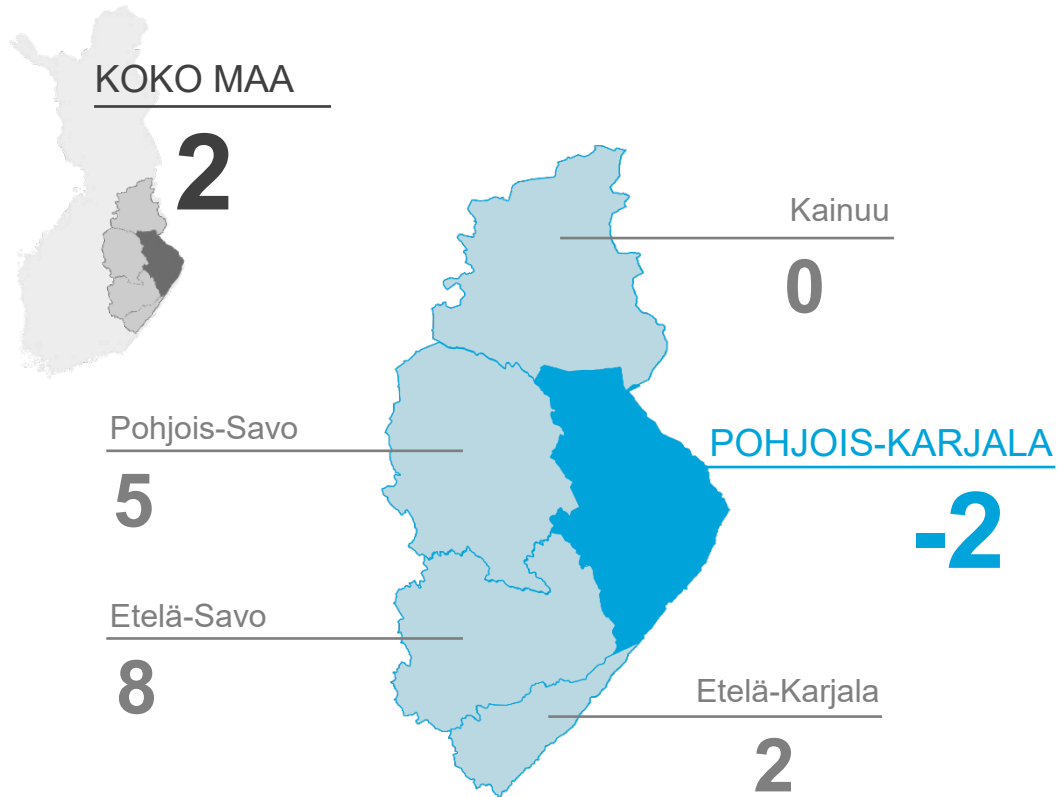 KOKO MAA
2
Kainuu
0
Pohjois-Savo
5
POHJOIS-KARJALA
-2
Etelä-Savo
8
Etelä-Karjala
2